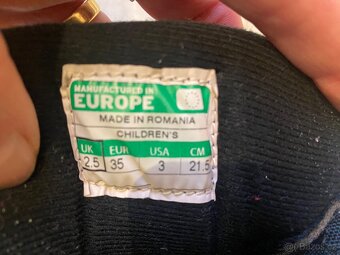 MANUFACTURED IN
EUROPE
MADE IN ROMANIA
CHILDREN'S
UK EUR USA CM
2.5 35 3 21.5